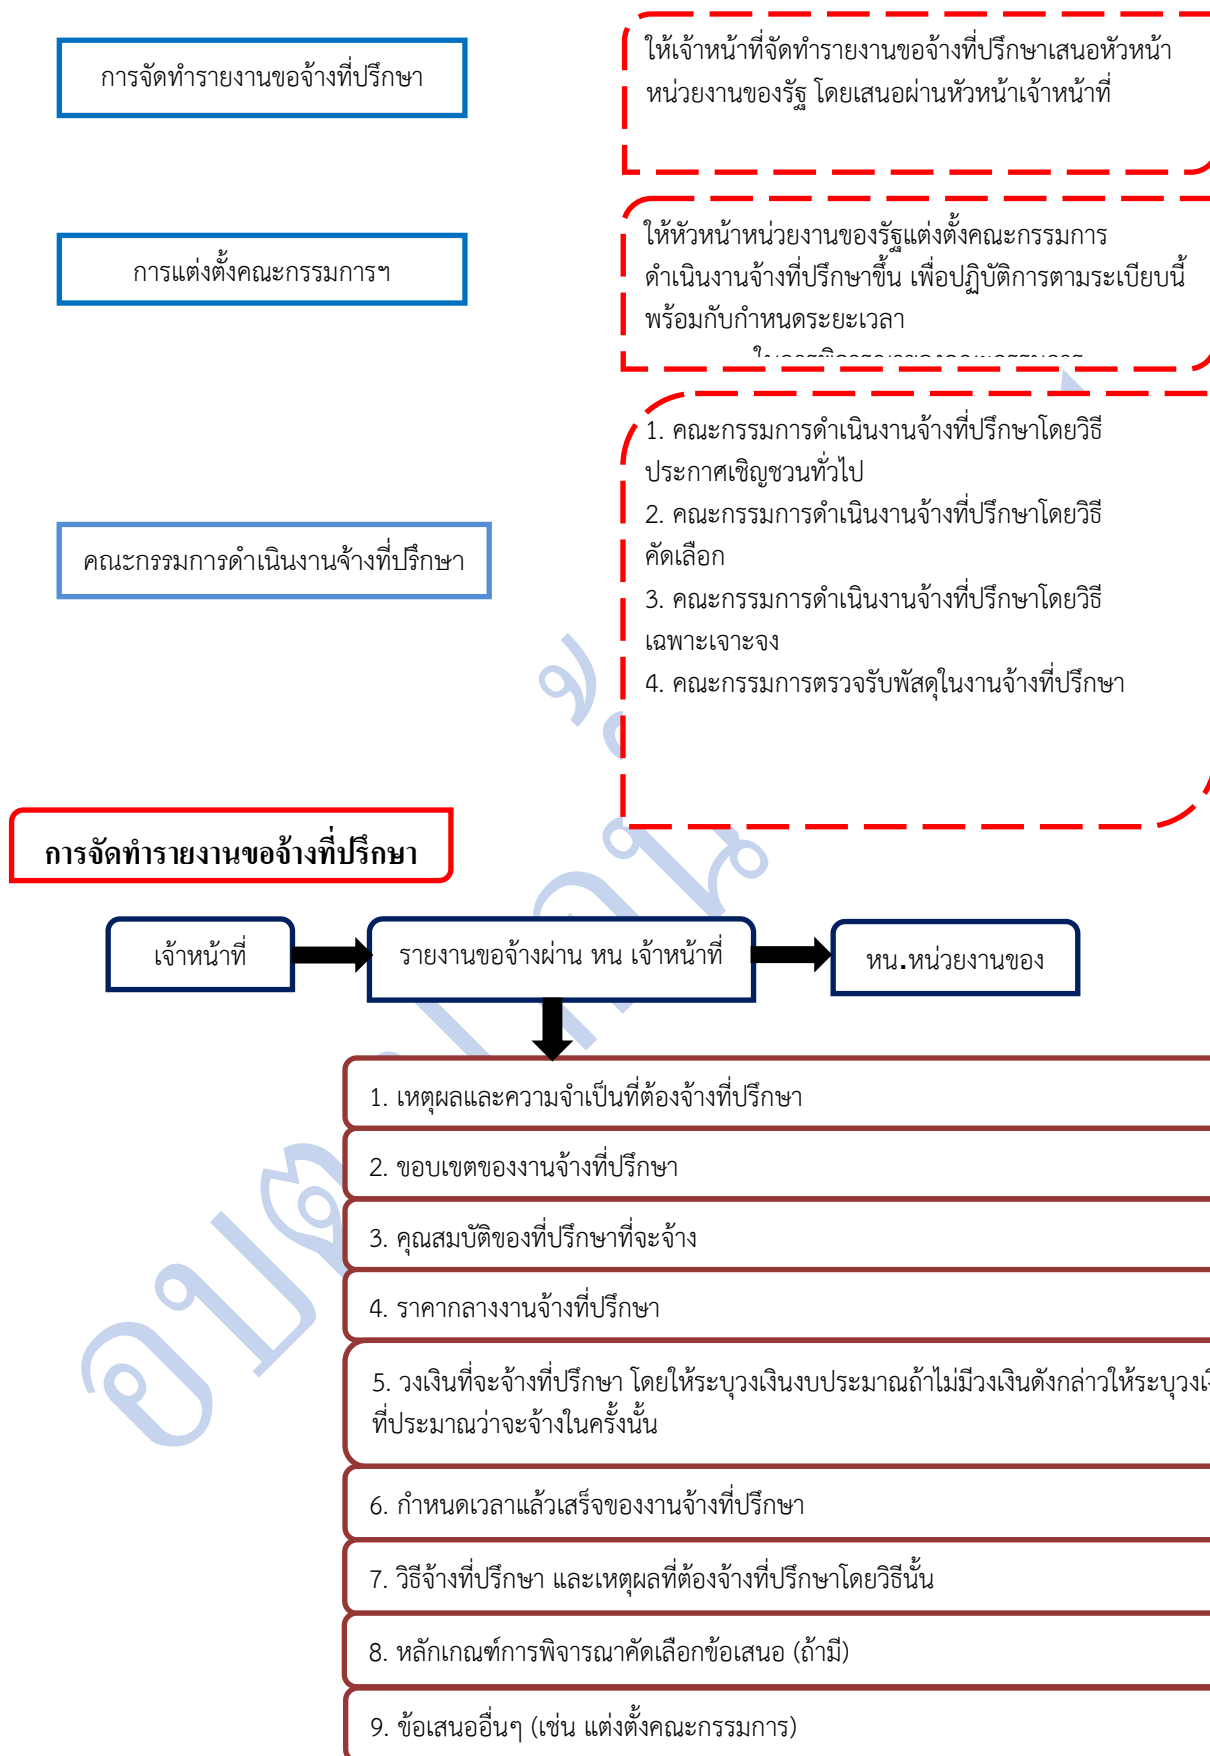 การจัดทำรายงานขอจ้างที่ปรึกษา
ให้เจ้าหน้าที่จัดทำรายงานขอจ้างที่ปรึกษาเสนอหัวหน้า
หน่วยงานของรัฐ โดยเสนอผ่านหัวหน้าเจ้าหน้าที่
การแต่งตั้งคณะกรรมการฯ
ให้หัวหน้าหน่วยงานของรัฐแต่งตั้งคณะกรรมการ
ดำเนินงานจ้างที่ปรึกษาขึ้น เพื่อปฏิบัติการตามระเบียบนี้
พร้อมกับกำหนดระยะเวลา
ในการพิจารณาของคณะกรรมการ
คณะกรรมการดำเนินงานจ้างที่ปรึกษา
1. คณะกรรมการดำเนินงานจ้างที่ปรึกษาโดยวิธี
ประกาศเชิญชวนทั่วไป
2. คณะกรรมการดำเนินงานจ้างที่ปรึกษาโดยวิธี
คัดเลือก
3. คณะกรรมการดำเนินงานจ้างที่ปรึกษาโดยวิธี
เฉพาะเจาะจง
4. คณะกรรมการตรวจรับพัสดุในงานจ้างที่ปรึกษา
การจัดทำรายงานขอจ้างที่ปรึกษา
เจ้าหน้าที่
รายงานขอจ้างผ่าน หน เจ้าหน้าที่
หน.หน่วยงานของ
1. เหตุผลและความจำเป็นที่ต้องจ้างที่ปรึกษา
2. ขอบเขตของงานจ้างที่ปรึกษา
3. คุณสมบัติของที่ปรึกษาที่จะจ้าง
4. ราคากลางงานจ้างที่ปรึกษา
5. วงเงินที่จะจ้างที่ปรึกษา โดยให้ระบุวงเงินงบประมาณถ้าไม่มีวงเงินดังกล่าวให้ระบุ
ที่ประมาณว่าจะจ้างในครั้งนั้น
6. กำหนดเวลาแล้วเสร็จของงานจ้างที่ปรึกษา
7. วิธีจ้างที่ปรึกษา และเหตุผลที่ต้องจ้างที่ปรึกษาโดยวิธีนั้น
8. หลักเกณฑ์การพิจารณาคัดเลือกข้อเสนอ (ถ้ามี)
9. ข้อเสนออื่นๆ (เช่น แต่งตั้งคณะกรรมการ)